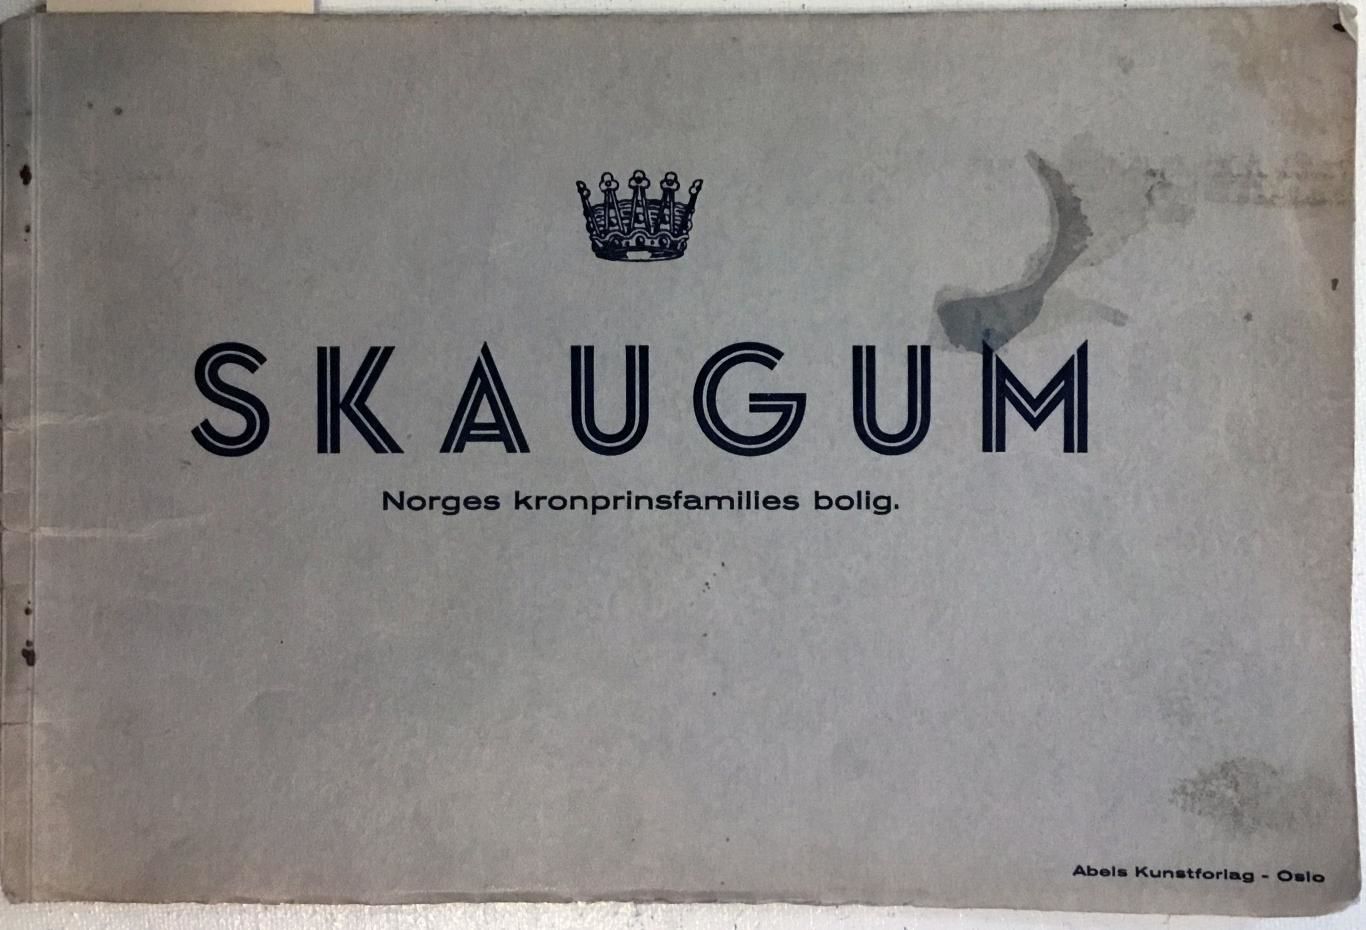 SKAUGUM
Norges kronprinsfamilies bolig.
Abels Kunstforlag - Oslo